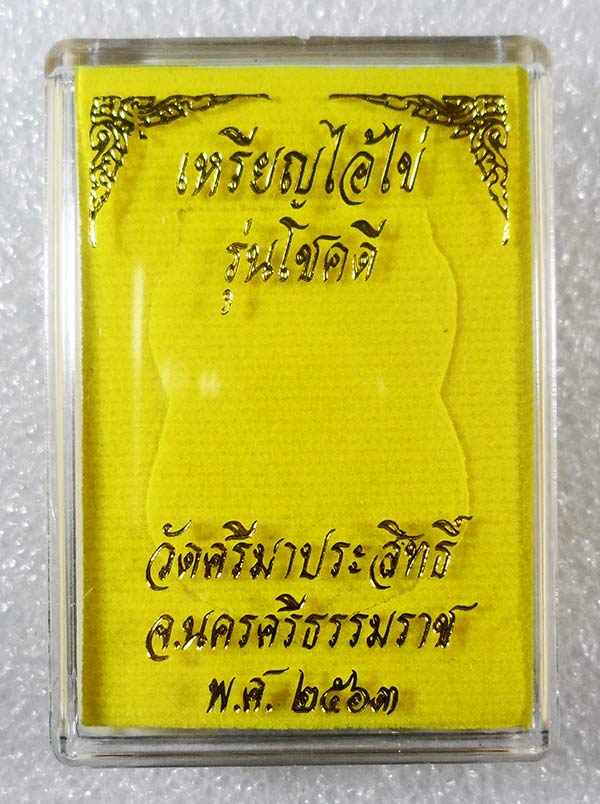 เหรียญไอ้ไข่
รุ่นโชคดี
วัดศรีมาประสิทธิ์
จ.นครศรีธรรมราช
พ.ศ. ๒๕๖๓